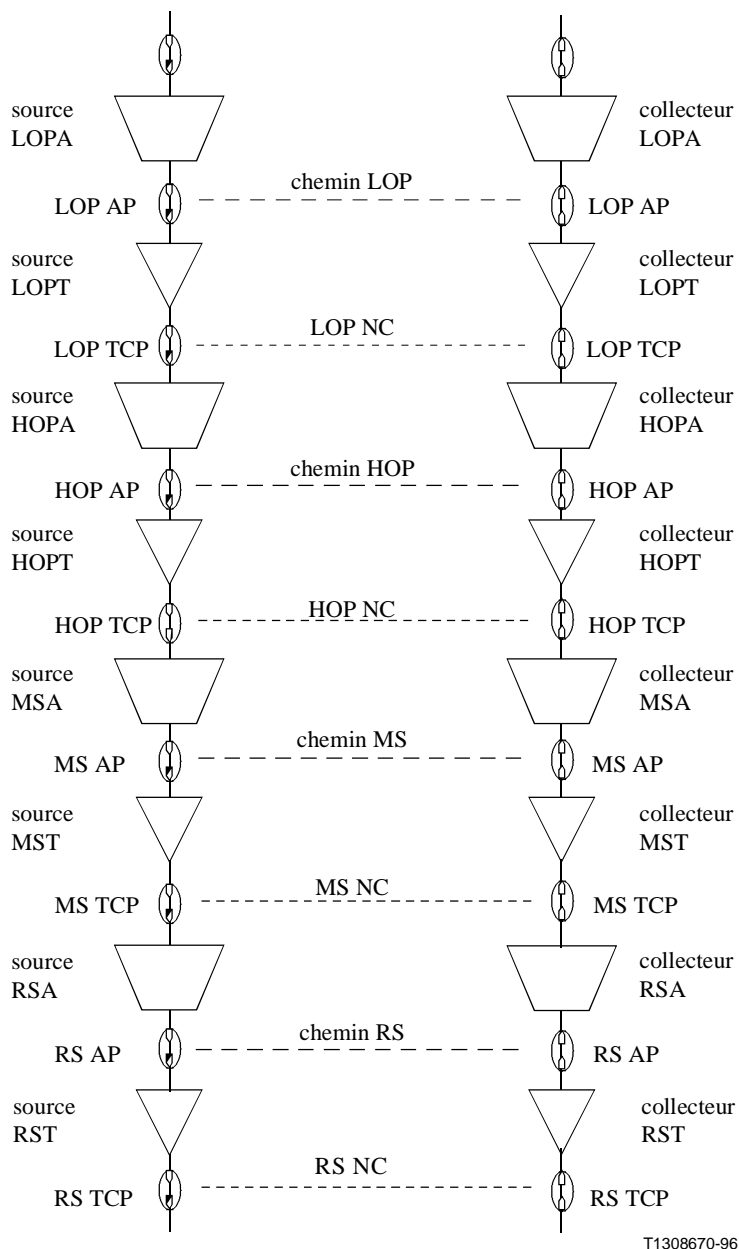 source
LOPA
collecteur
LOPA
chemin LOP
LOP AP
LOP AP
source
LOPT
collecteur
LOPT
LOP NC
LOP TCP
LOP TCP
source
HOPA
collecteur
HOPA
chemin HOP
HOP AP
HOP AP
source
HOPT
collecteur
HOPT
HOP NC
HOP TCP
HOP TCP
source
MSA
collecteur
MSA
chemin MS
MS AP
MS AP
source
MST
collecteur
MST
MS NC
MS TCP
MS TCP
source
RSA
collecteur
RSA
chemin RS
RS AP
RS AP
source
RST
collecteur
RST
RS NC
RS TCP
RS TCP
T1308670-96